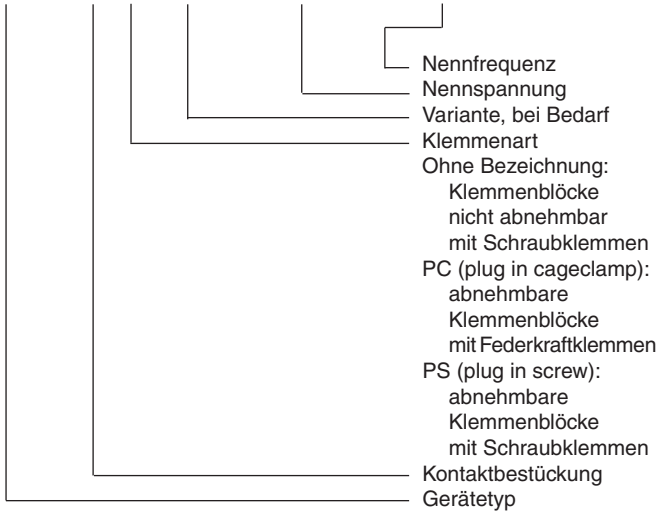 Nennfrequenz
Nennspannung
Variante, bei Bedarf
Klemmenart
Ohne Bezeichnung:
Klemmenblöcke
nicht abnehmbar
mit Schraubklemmen
PC (plug in cageclamp):
abnehmbare
Klemmenblöcke
mit Federkraftklemmen
PS (plug in screw):
abnehmbare
Klemmenblöcke
mit Schraubklemmen
Kontaktbestückung
Gerätetyp